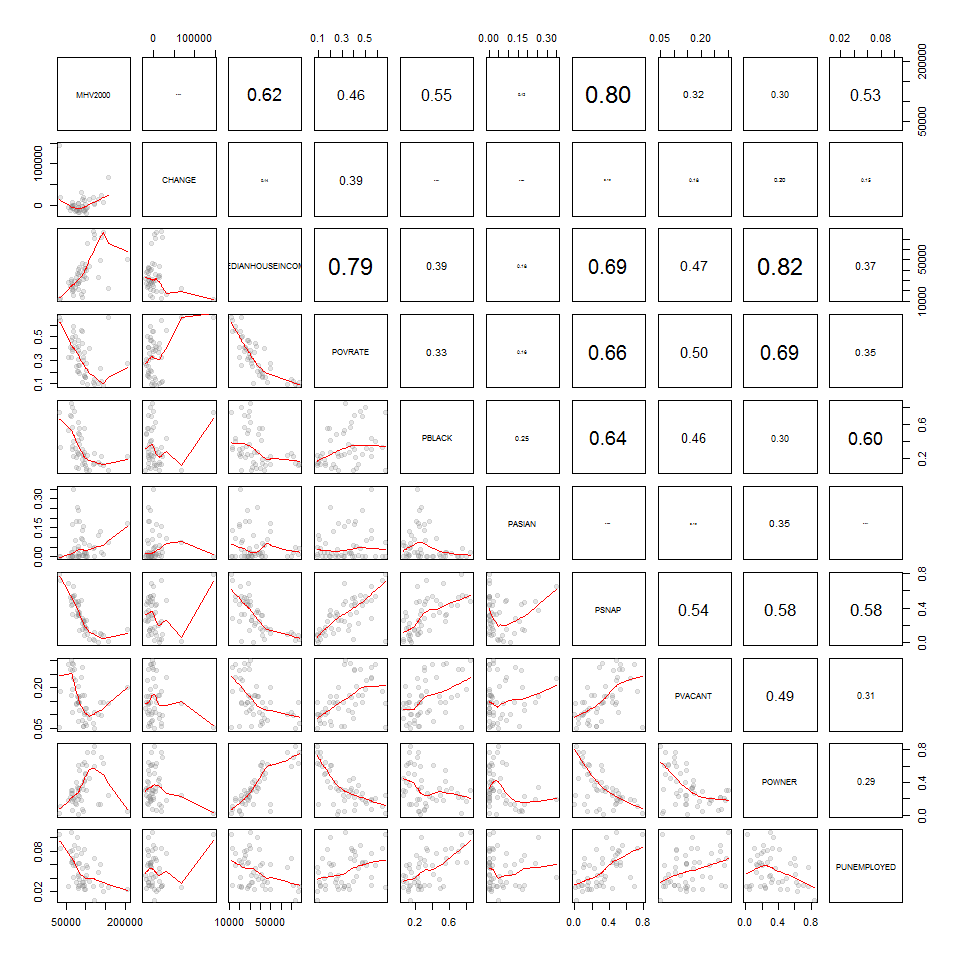 0 100000 0.1 0.3 0.5 0.00 0.15 0.30 0.05 0.20 0.02 0.08
MHV2000 0.62 0.46 0.55 0.80 0.32 0.30 0.53 50000 200000
0 100000 CHANGE 0.39 0.20
EDIANHOUSEINCOM 0.79 0.39 0.69 0.47 0.82 0.37 10000 50000
0.1 0.3 0.5 POVRATE 0.33 0.66 0.50 0.69 0.35
PBLACK 0.25 0.64 0.46 0.30 0.60 0.2 0.6
0.00 0.15 0.30 PASIAN 0.35
PSNAP 0.54 0.58 0.58 0.0 0.4 0.8
0.05 0.20 PVACANT 0.49 0.31
POWNER 0.29 0.0 0.4 0.8
0.02 0.08 PUNEMPLOYED
50000 200000 10000 50000 0.2 0.6 0.0 0.4 0.8 0.0 0.4 0.8